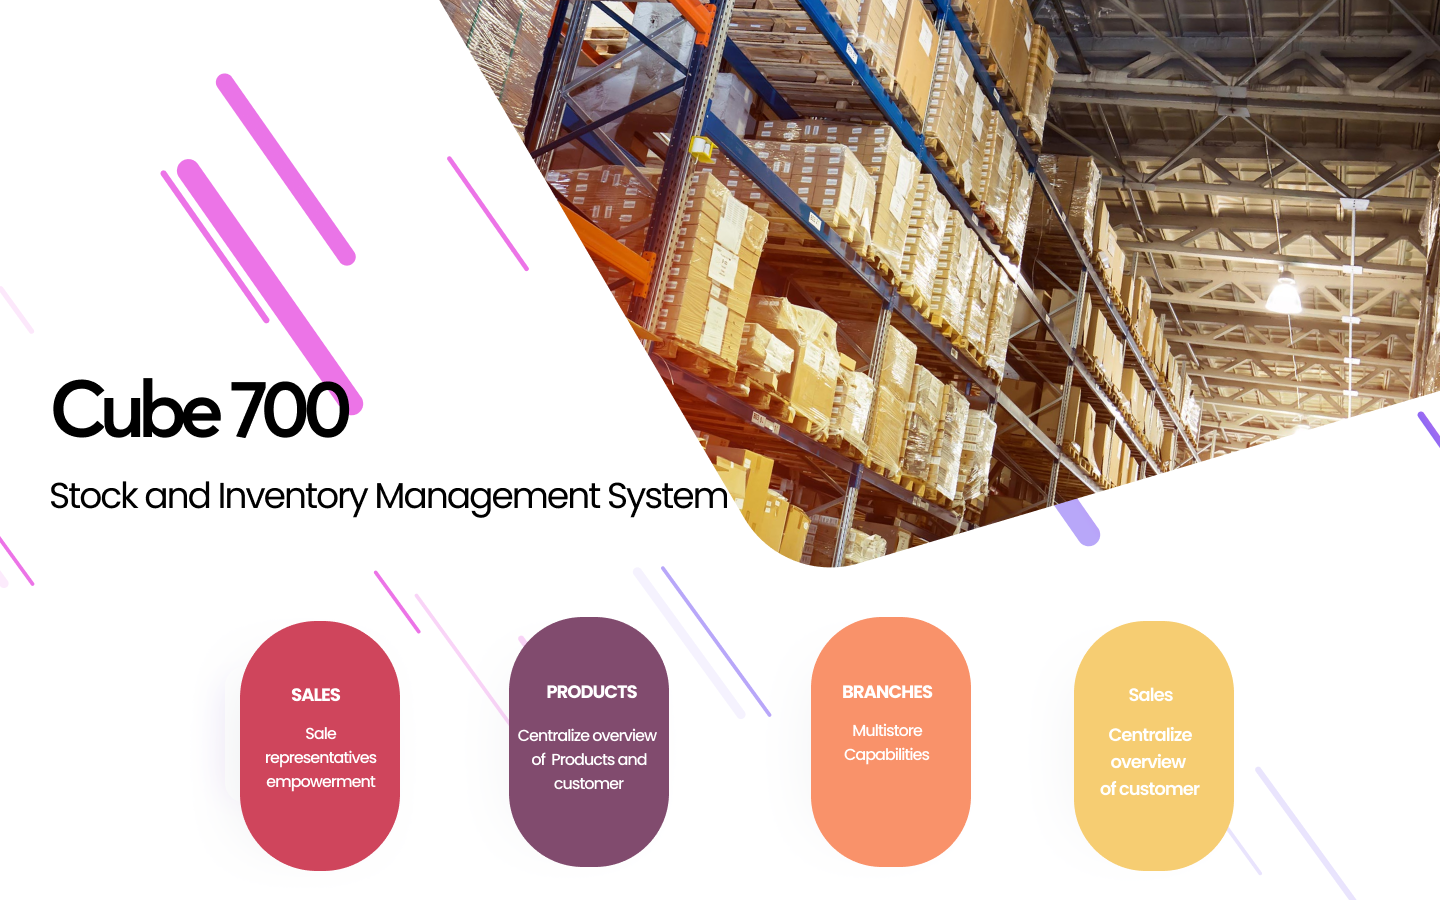 Cube 700
Stock and Inventory Management System
SALES
Sale
representatives
empowerment
PRODUCTS
Centralize overview
of Products and
customer
BRANCHES
Multistore
Capabilities
Sales
Centralize
overview
of customer